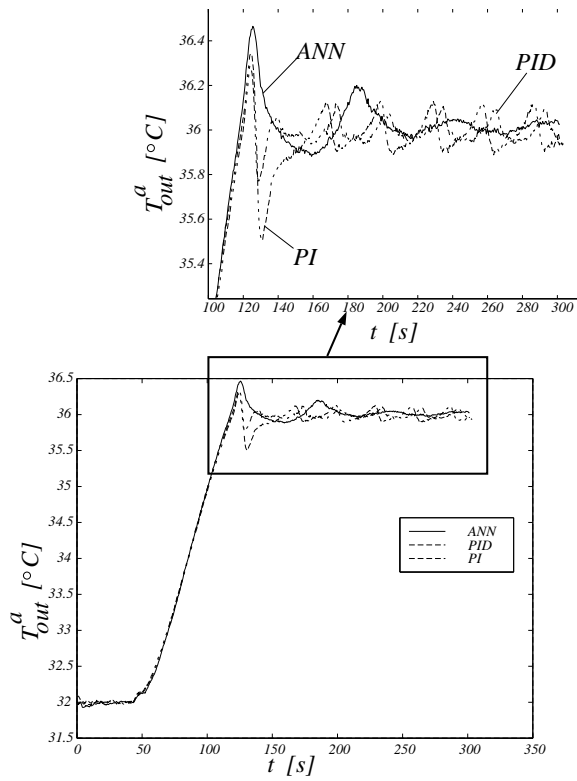 36.4
36.2
36
35.8
35.6
35.4
T^a_out [°C]
ANN
PID
PI
100 120 140 160 180 200 220 240 260 280 300
t [s]
36.5
36
35.5
35
34.5
34
33.5
33
32.5
32
31.5
T^a_out [°C]
ANN
PID
PI
0 50 100 150 200 250 300 350
t [s]